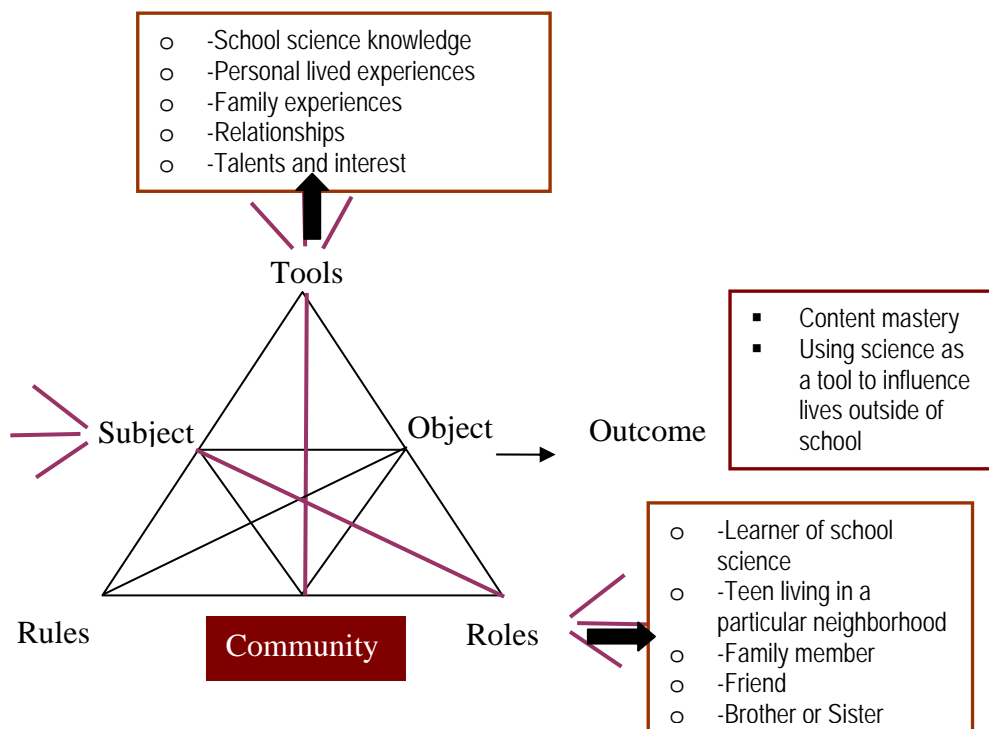 o -School science knowledge
o -Personal lived experiences
o -Family experiences
o -Relationships
o -Talents and interest
Tools
Subject
Object
Outcome
▪ Content mastery
▪ Using science as
a tool to influence
lives outside of
school
Rules
Community
Roles
o -Learner of school
science
o -Teen living in a
particular neighborhood
o -Family member
o -Friend
o -Brother or Sister